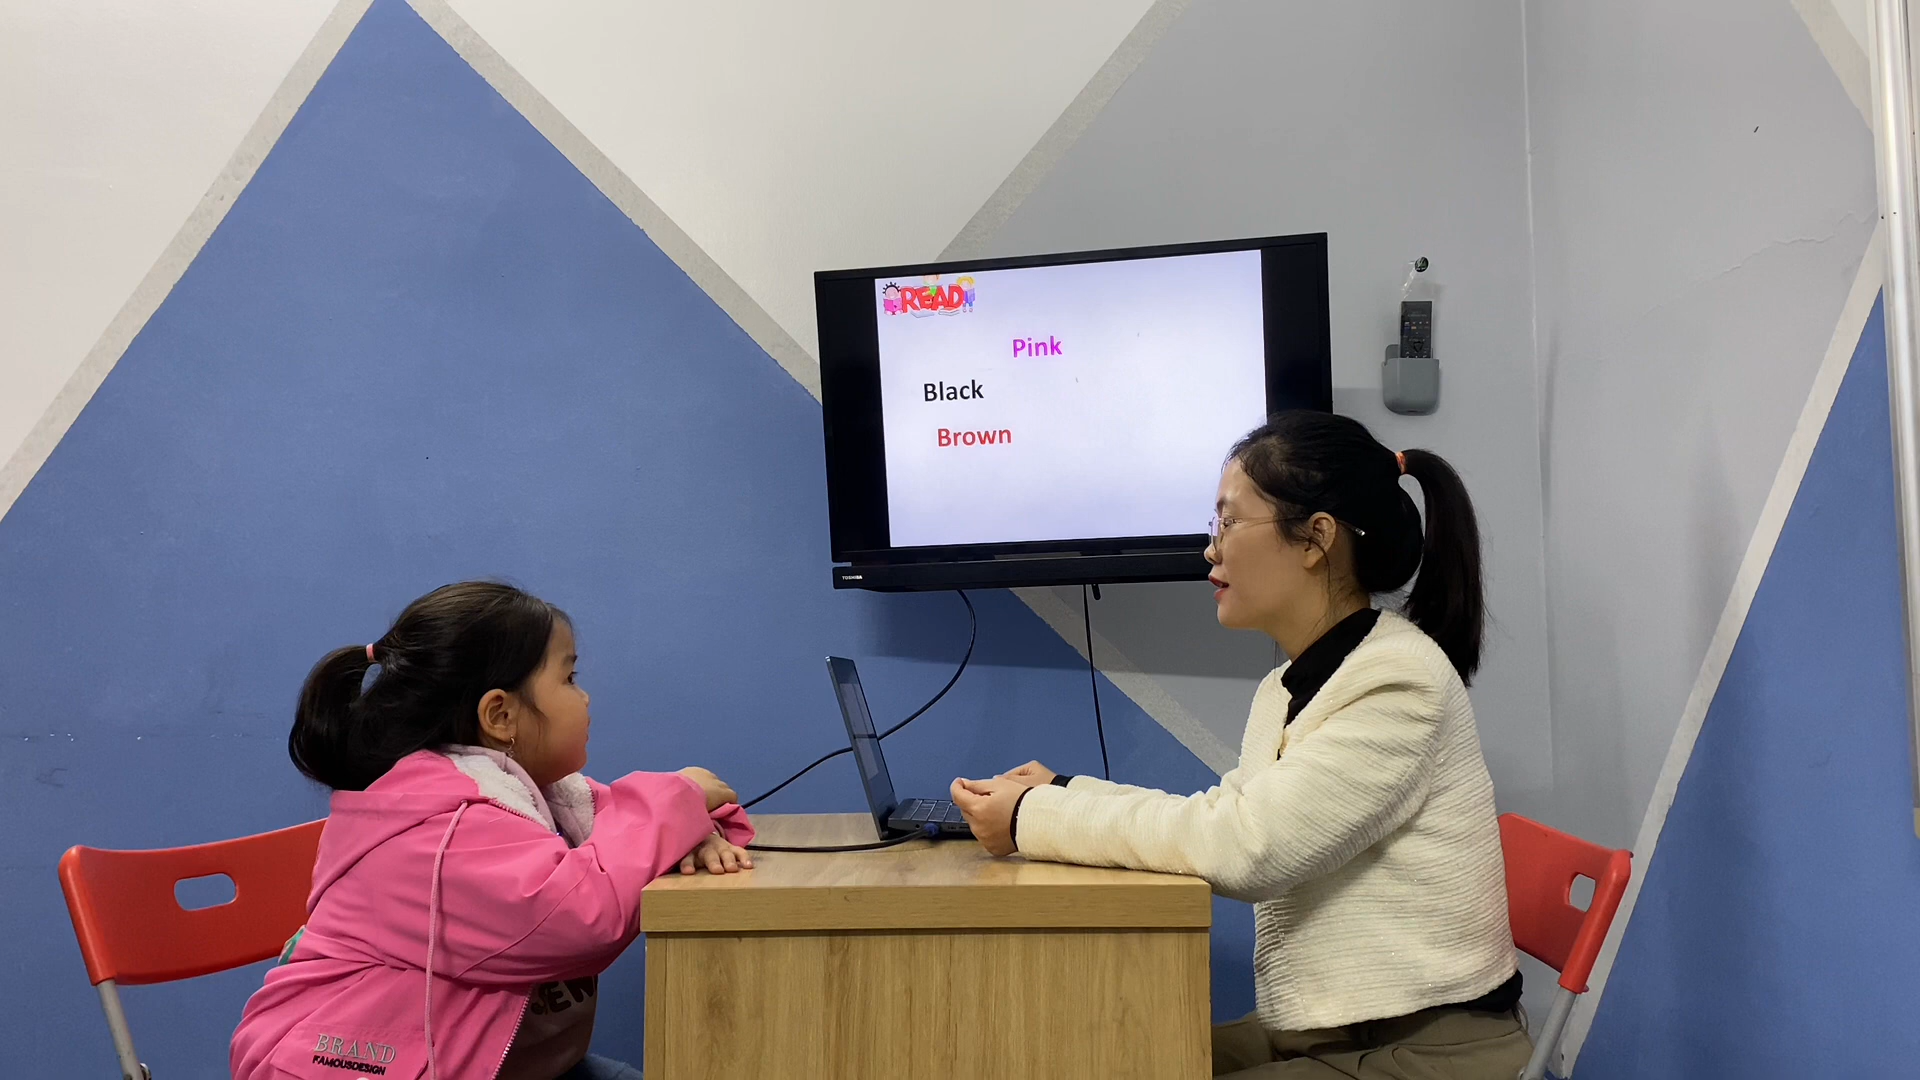 READ
Pink
Black
Brown
TOSHIBA
BRAND
FAMOUSDESIGN